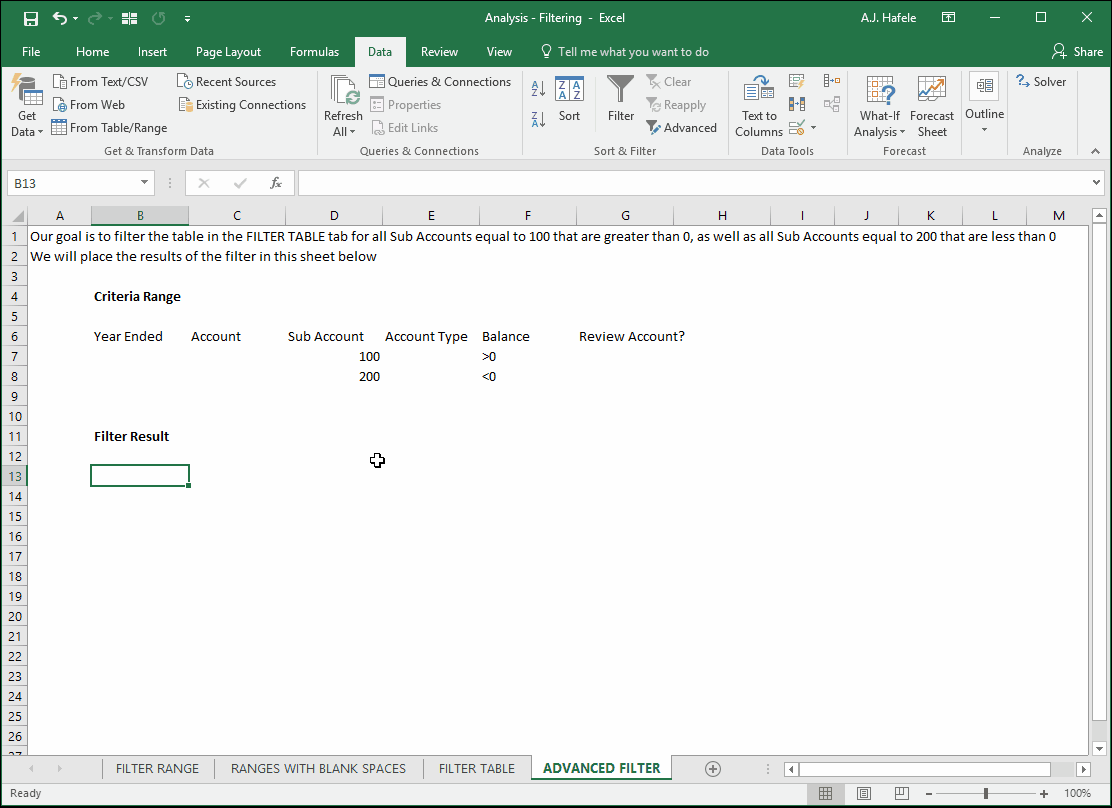 Analysis - Filtering - Excel
A.J. Hafele
File Home Insert Page Layout Formulas Data Review View Tell me what you want to do Share
Get Data
From Text/CSV
From Web
From Table/Range
Recent Sources
Existing Connections
Get & Transform Data
Refresh All
Queries & Connections
Properties
Edit Links
Queries & Connections
Sort
Filter
Clear
Reapply
Advanced
Sort & Filter
Text to Columns
Data Tools
What-If Analysis
Forecast Sheet
Forecast
Outline
Solver
Analyze
B13 fx
A B C D E F G H I J K L M
1 Our goal is to filter the table in the FILTER TABLE tab for all Sub Accounts equal to 100 that are greater than 0, as well as all Sub Accounts equal to 200 that are less than 0
2 We will place the results of the filter in this sheet below
3
4 Criteria Range
5
6 Year Ended Account Sub Account Account Type Balance Review Account?
7 100 >0
8 200 <0
9
10
11 Filter Result
12
13
14
15
16
17
18
19
20
21
22
23
24
25
26
27
FILTER RANGE RANGES WITH BLANK SPACES FILTER TABLE ADVANCED FILTER
Ready 100%